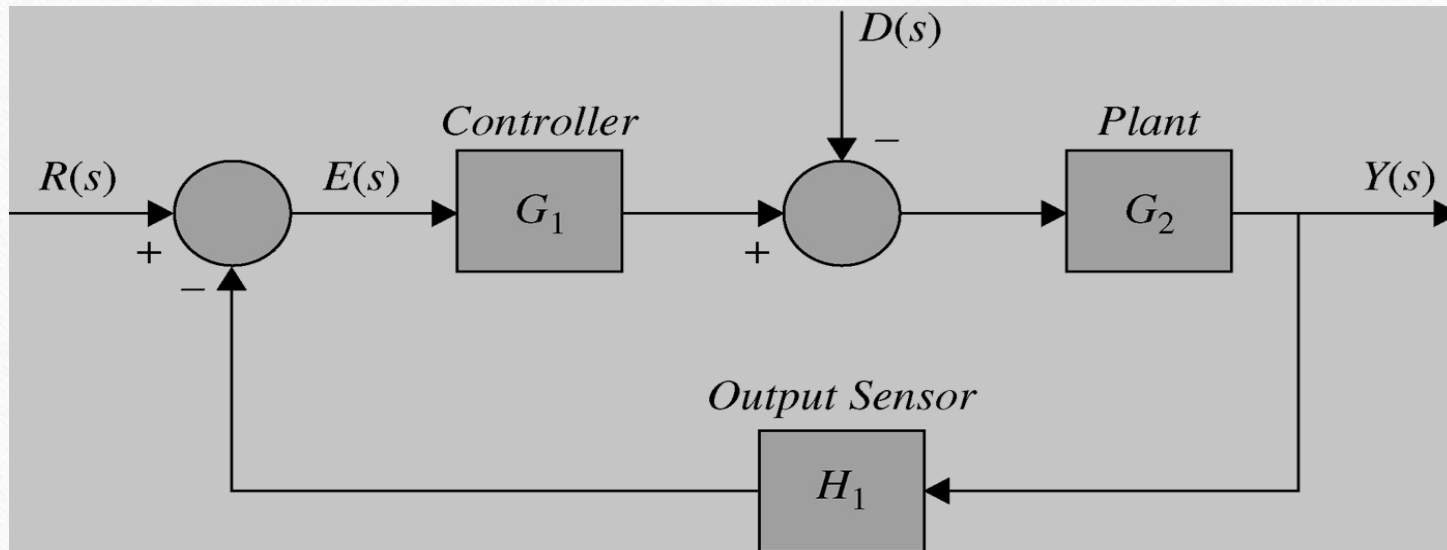 D(s)
Controller
Plant
R(s)
E(s)
Y(s)
G₁
G₂
+
−
+
−
Output Sensor
H₁